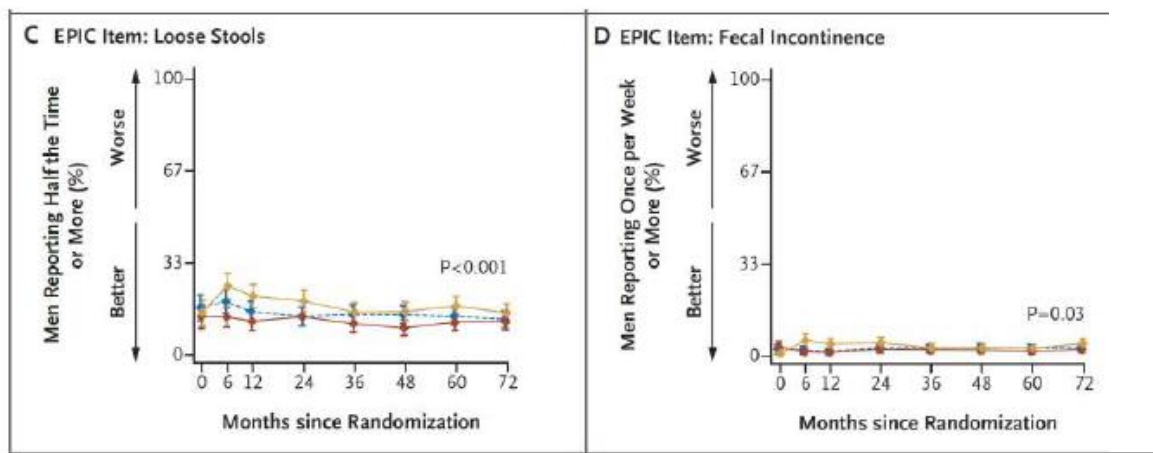 C EPIC Item: Loose Stools
Men Reporting Half the Time
or More (%)
Worse
Better
100
67
33
0
P<0.001
0 6 12 24 36 48 60 72
Months since Randomization
D EPIC Item: Fecal Incontinence
Men Reporting Once per Week
or More (%)
Worse
Better
100
67
33
0
P=0.03
0 6 12 24 36 48 60 72
Months since Randomization